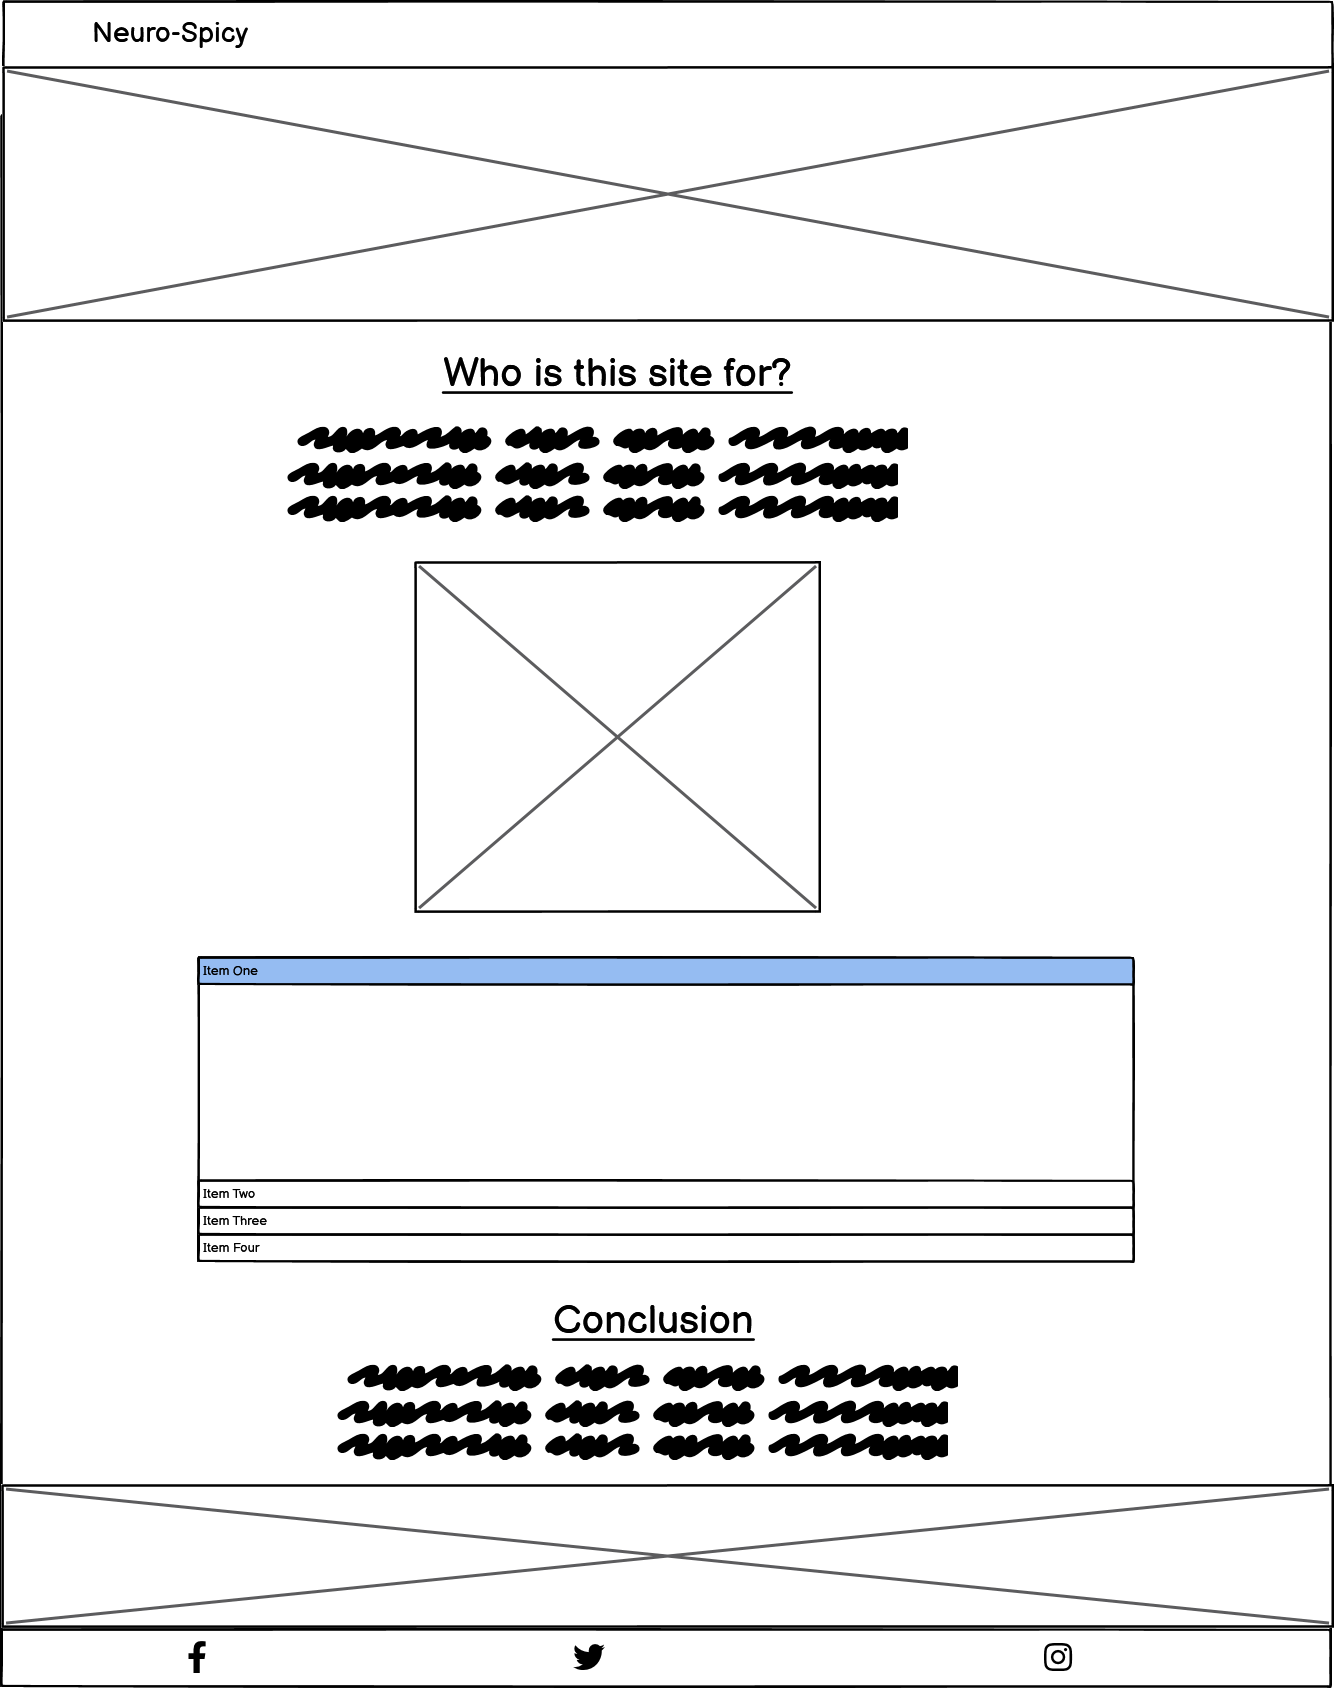 Neuro-Spicy
Who is this site for?
Item One
Item Two
Item Three
Item Four
Conclusion